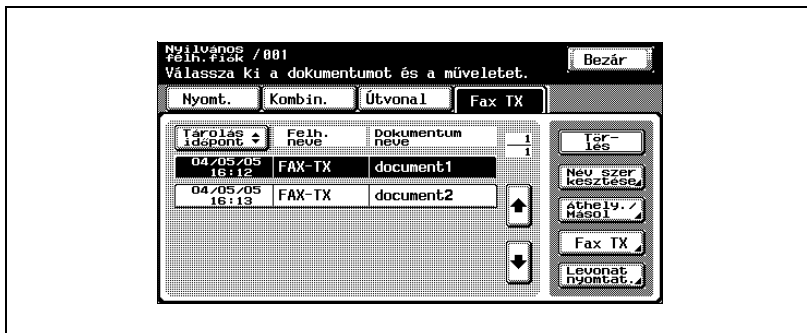 Nyilvános
felh.fiók /001
Válassza ki a dokumentumot és a műveletet.
Bezár
Nyomt. Kombin. Útvonal Fax TX
Tárolás időpont Felh. neve Dokumentum neve
1
1
04/05/05 16:12 FAX-TX document1
04/05/05 16:13 FAX-TX document2
Tör-
lés
Név szer
kesztése
Áthely./
Másol
Fax TX
Levonat
nyomtat.